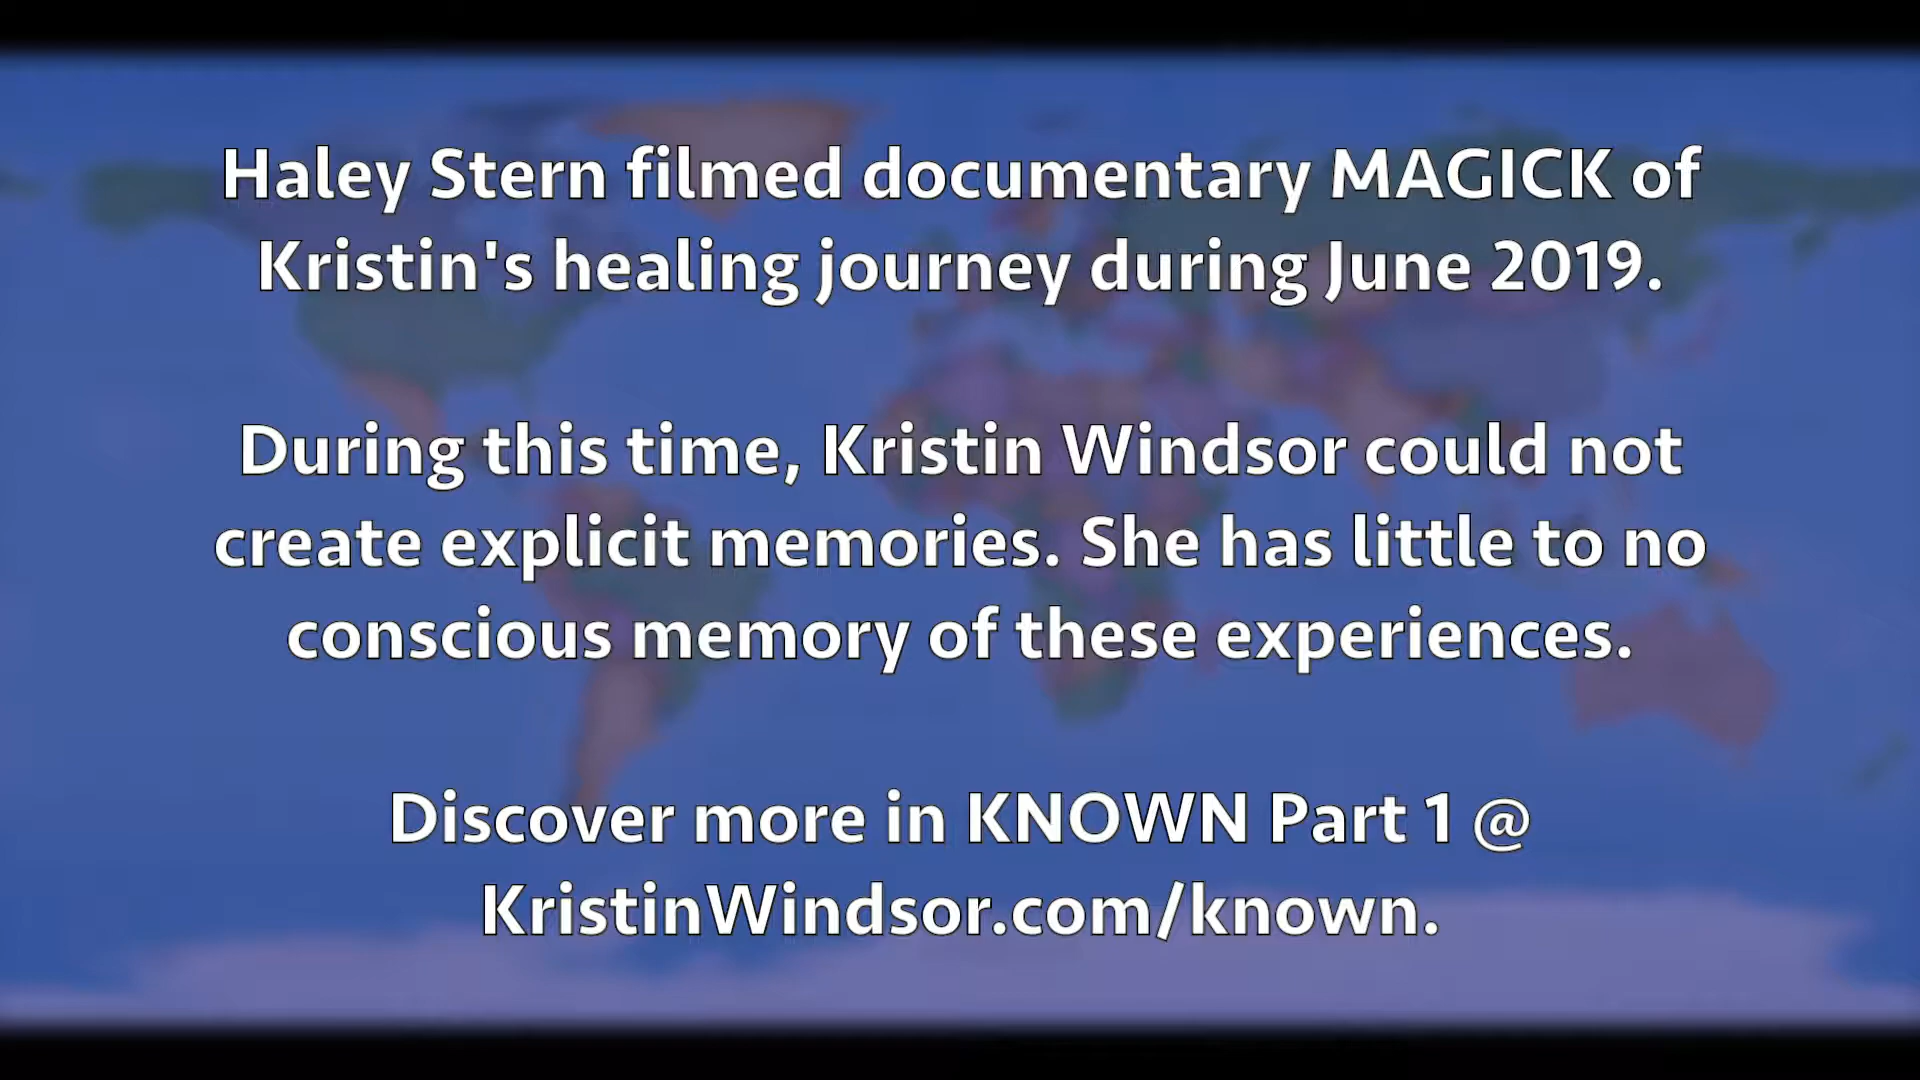 Haley Stern filmed documentary MAGICK of
Kristin's healing journey during June 2019.
During this time, Kristin Windsor could not
create explicit memories. She has little to no
conscious memory of these experiences.
Discover more in KNOWN Part 1 @
KristinWindsor.com/known.